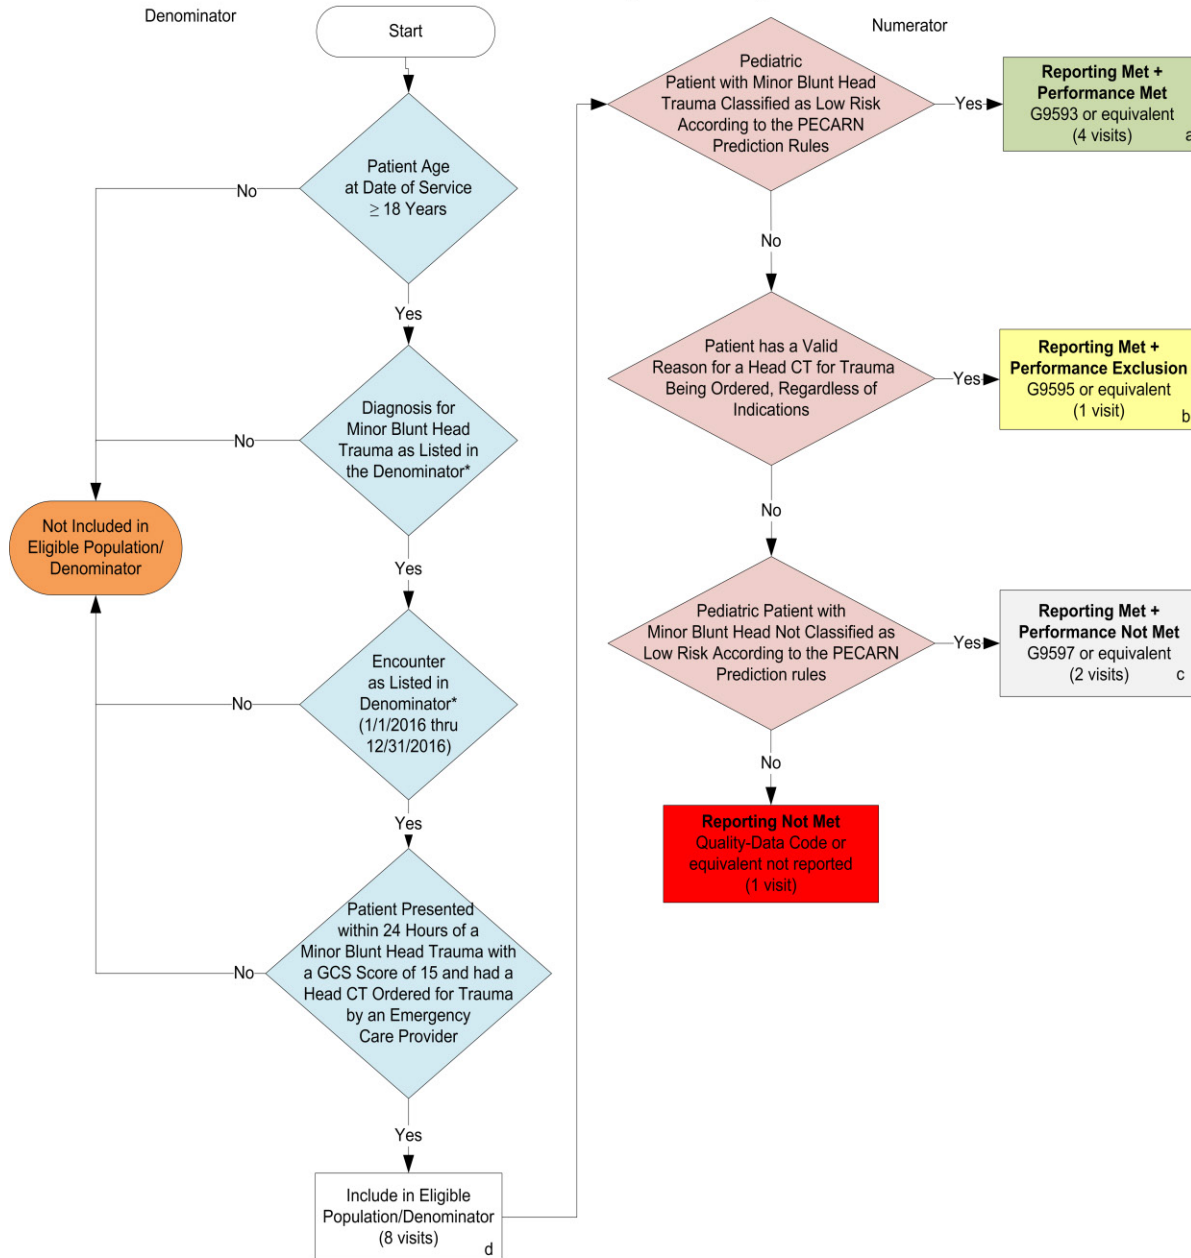 Denominator
Start
Patient Age
at Date of Service
≥ 18 Years
No
Yes
Diagnosis for
Minor Blunt Head
Trauma as Listed in
the Denominator*
No
Not Included in
Eligible Population/
Denominator
Yes
Encounter
as Listed in
Denominator*
(1/1/2016 thru
12/31/2016)
No
Yes
Patient Presented
within 24 Hours of a
Minor Blunt Head Trauma with
a GCS Score of 15 and had a
Head CT Ordered for Trauma
by an Emergency
Care Provider
No
Yes
Include in Eligible
Population/Denominator
(8 visits)
d
Numerator
Pediatric
Patient with Minor Blunt Head
Trauma Classified as Low Risk
According to the PECARN
Prediction Rules
Yes
Reporting Met +
Performance Met
G9593 or equivalent
(4 visits)
a
No
Patient has a Valid
Reason for a Head CT for Trauma
Being Ordered, Regardless of
Indications
Yes
Reporting Met +
Performance Exclusion
G9595 or equivalent
(1 visit)
b
No
Pediatric Patient with
Minor Blunt Head Not Classified as
Low Risk According to the PECARN
Prediction rules
Yes
Reporting Met +
Performance Not Met
G9597 or equivalent
(2 visits)
c
No
Reporting Not Met
Quality-Data Code or
equivalent not reported
(1 visit)